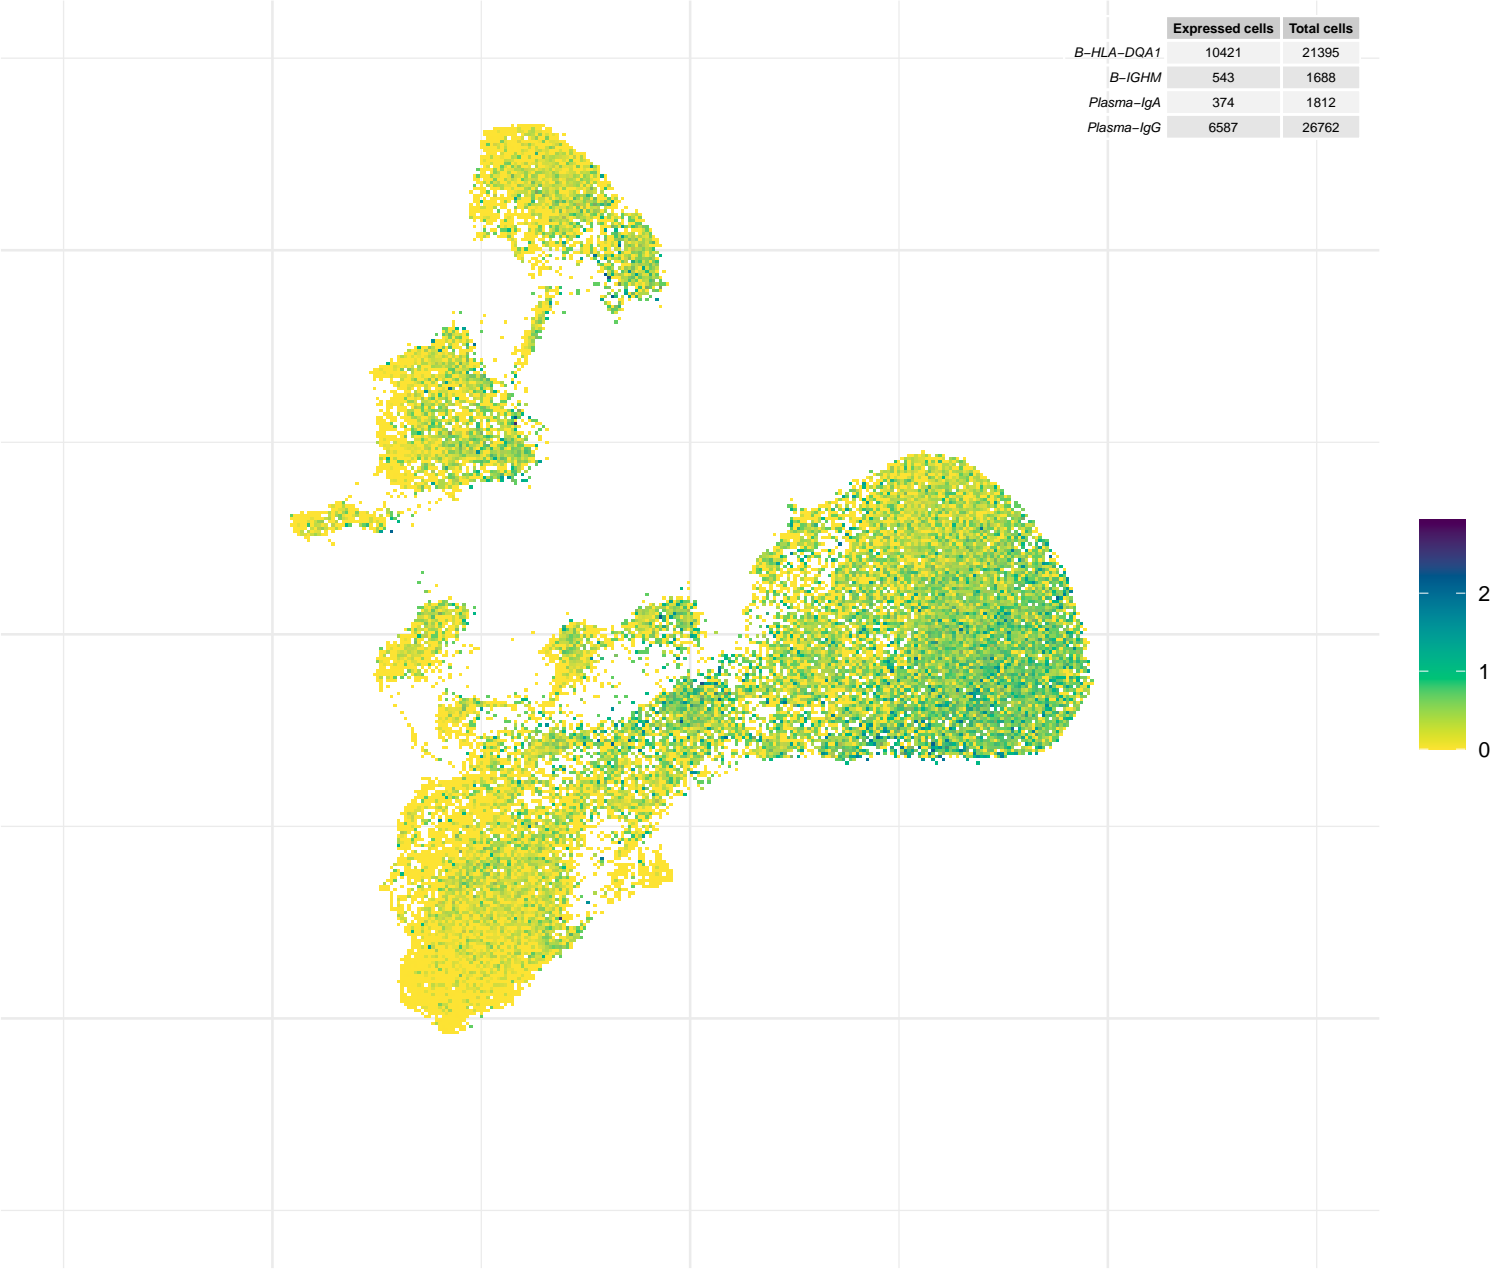 Expressed cells Total cells
B−HLA−DQA1 10421 21395
B−IGHM 543 1688
Plasma−IgA 374 1812
Plasma−IgG 6587 26762
2
1
0